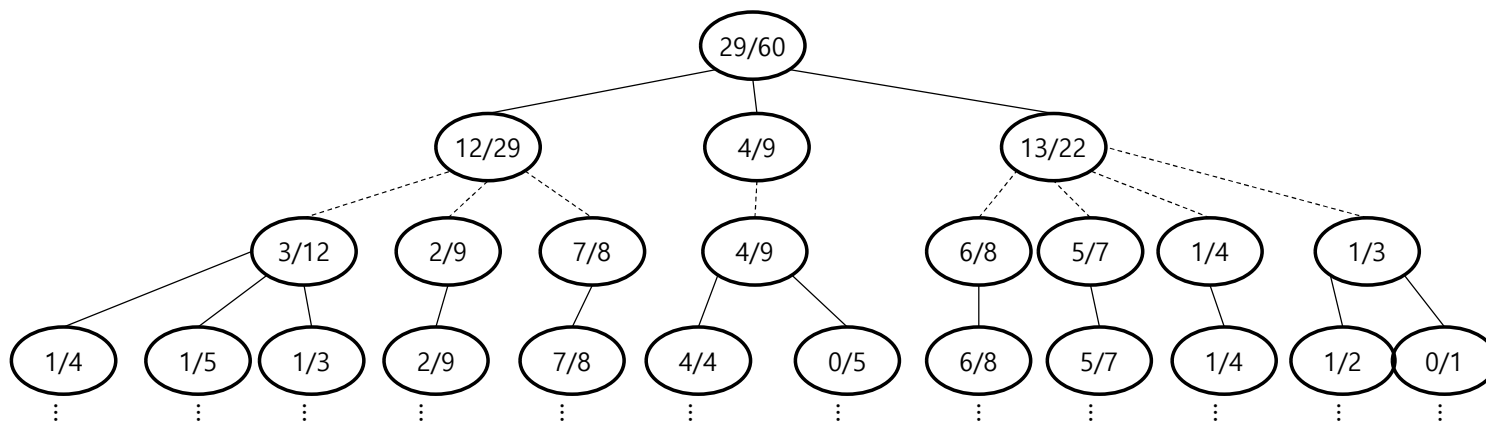 29/60
12/29 4/9 13/22
3/12 2/9 7/8 4/9 6/8 5/7 1/4 1/3
1/4 1/5 1/3 2/9 7/8 4/4 0/5 6/8 5/7 1/4 1/2 0/1
⋮ ⋮ ⋮ ⋮ ⋮ ⋮ ⋮ ⋮ ⋮ ⋮ ⋮ ⋮